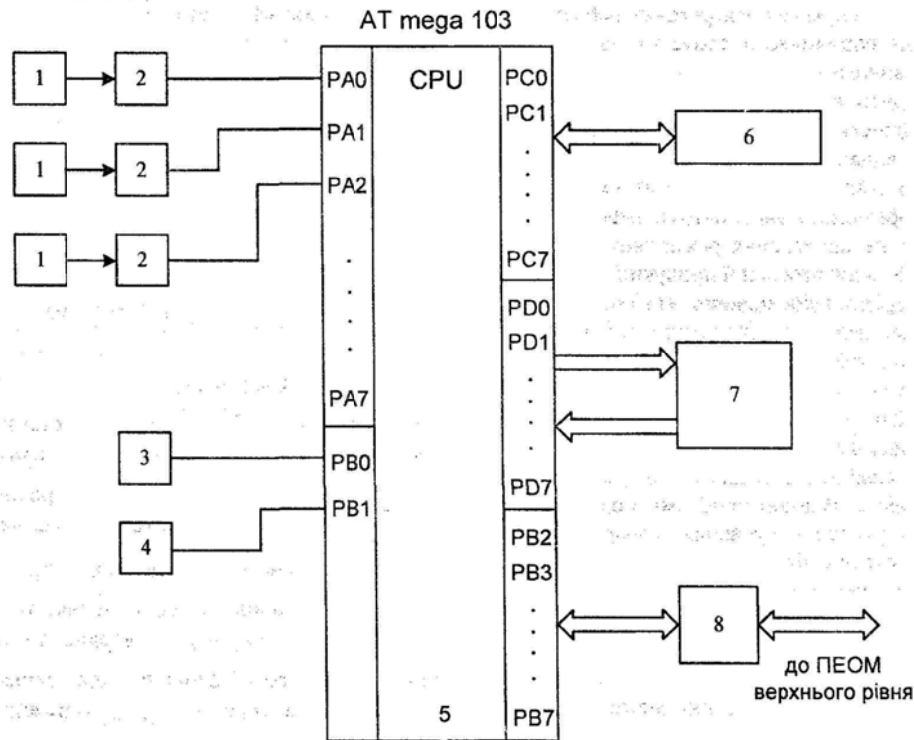 AT mega 103
1 2 PA0 CPU PC0
PC1
1 2 PA1 6
1 2 PA2
PC7
PD0
PD1
7
PA7
3 PB0
PD7
PB1
4 PB2
PB3
8
до ПЕОМ
верхнього рівня
5 PB7